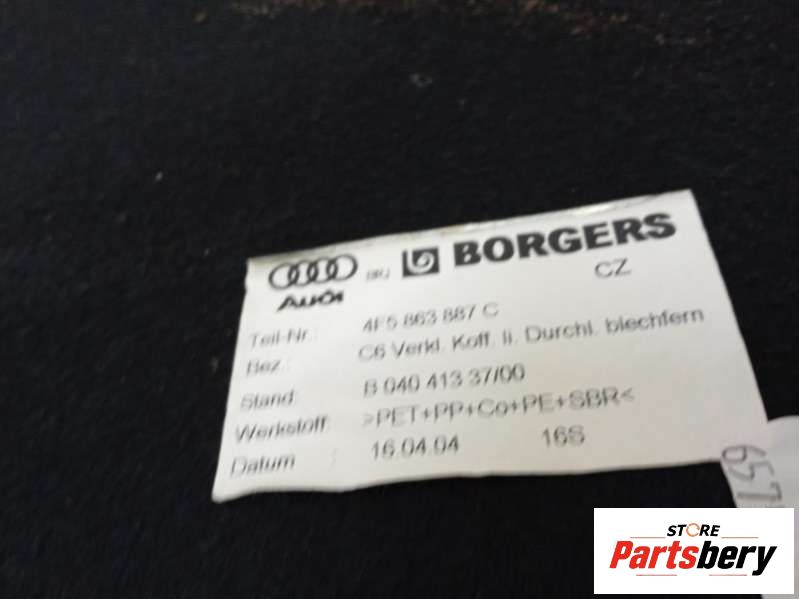 BORGERS
CZ
Audi
Teil-Nr.: 4F5 863 887 C
Bez.: C6 Verkl. Koff. li. Durchl. blechfern
Stand: B 040 413 37/00
Werkstoff: >PET+PP+Co+PE+SBR<
Datum : 16.04.04 16S
657
STORE
Partsbery